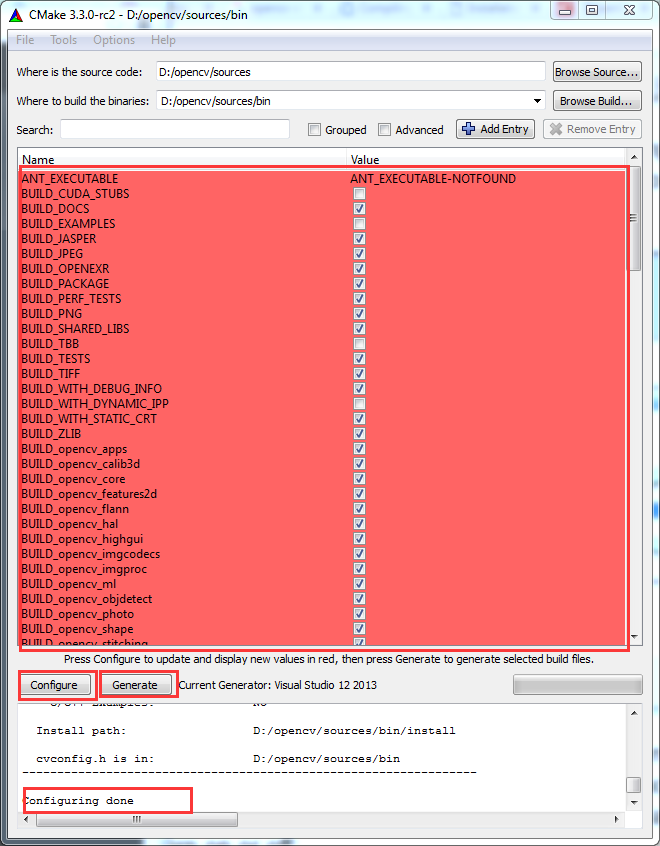 CMake 3.3.0-rc2 - D:/opencv/sources/bin
File Tools Options Help
Where is the source code: D:/opencv/sources Browse Source...
Where to build the binaries: D:/opencv/sources/bin Browse Build...
Search: Grouped Advanced Add Entry Remove Entry
Name Value
ANT_EXECUTABLE ANT_EXECUTABLE-NOTFOUND
BUILD_CUDA_STUBS
BUILD_DOCS
BUILD_EXAMPLES
BUILD_JASPER
BUILD_JPEG
BUILD_OPENEXR
BUILD_PACKAGE
BUILD_PERF_TESTS
BUILD_PNG
BUILD_SHARED_LIBS
BUILD_TBB
BUILD_TESTS
BUILD_TIFF
BUILD_WITH_DEBUG_INFO
BUILD_WITH_DYNAMIC_IPP
BUILD_WITH_STATIC_CRT
BUILD_ZLIB
BUILD_opencv_apps
BUILD_opencv_calib3d
BUILD_opencv_core
BUILD_opencv_features2d
BUILD_opencv_flann
BUILD_opencv_hal
BUILD_opencv_highgui
BUILD_opencv_imgcodecs
BUILD_opencv_imgproc
BUILD_opencv_ml
BUILD_opencv_objdetect
BUILD_opencv_photo
BUILD_opencv_shape
BUILD_opencv_stitching
Press Configure to update and display new values in red, then press Generate to generate selected build files.
Configure Generate Current Generator: Visual Studio 12 2013
C/C++ Examples: NO
Install path: D:/opencv/sources/bin/install
cvconfig.h is in: D:/opencv/sources/bin
-----------------------------------------------------------------
Configuring done